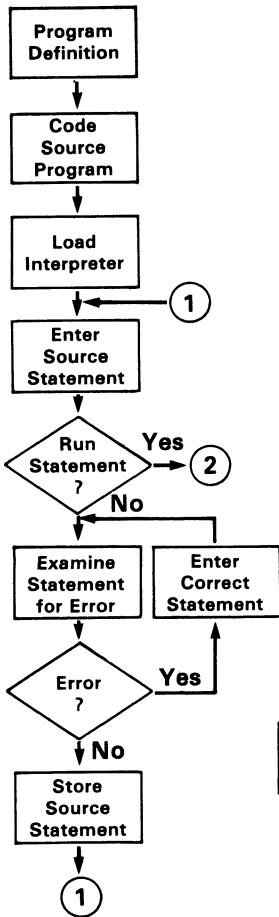 Program
Definition
Code
Source
Program
Load
Interpreter
1
Enter
Source
Statement
Run
Statement
?
Yes
2
No
Examine
Statement
for Error
Enter
Correct
Statement
Error
?
Yes
No
Store
Source
Statement
1